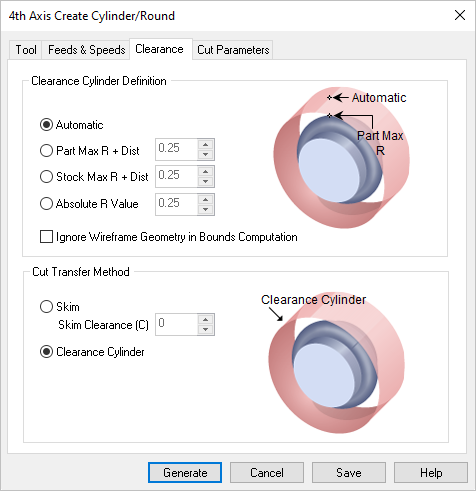 4th Axis Create Cylinder/Round
Tool
Feeds & Speeds
Clearance
Cut Parameters
Clearance Cylinder Definition
Automatic
Part Max R + Dist
0.25
Stock Max R + Dist
0.25
Absolute R Value
0.25
Ignore Wireframe Geometry in Bounds Computation
Automatic
Part Max
R
Cut Transfer Method
Skim
Skim Clearance (C)
0
Clearance Cylinder
Clearance Cylinder
Generate
Cancel
Save
Help